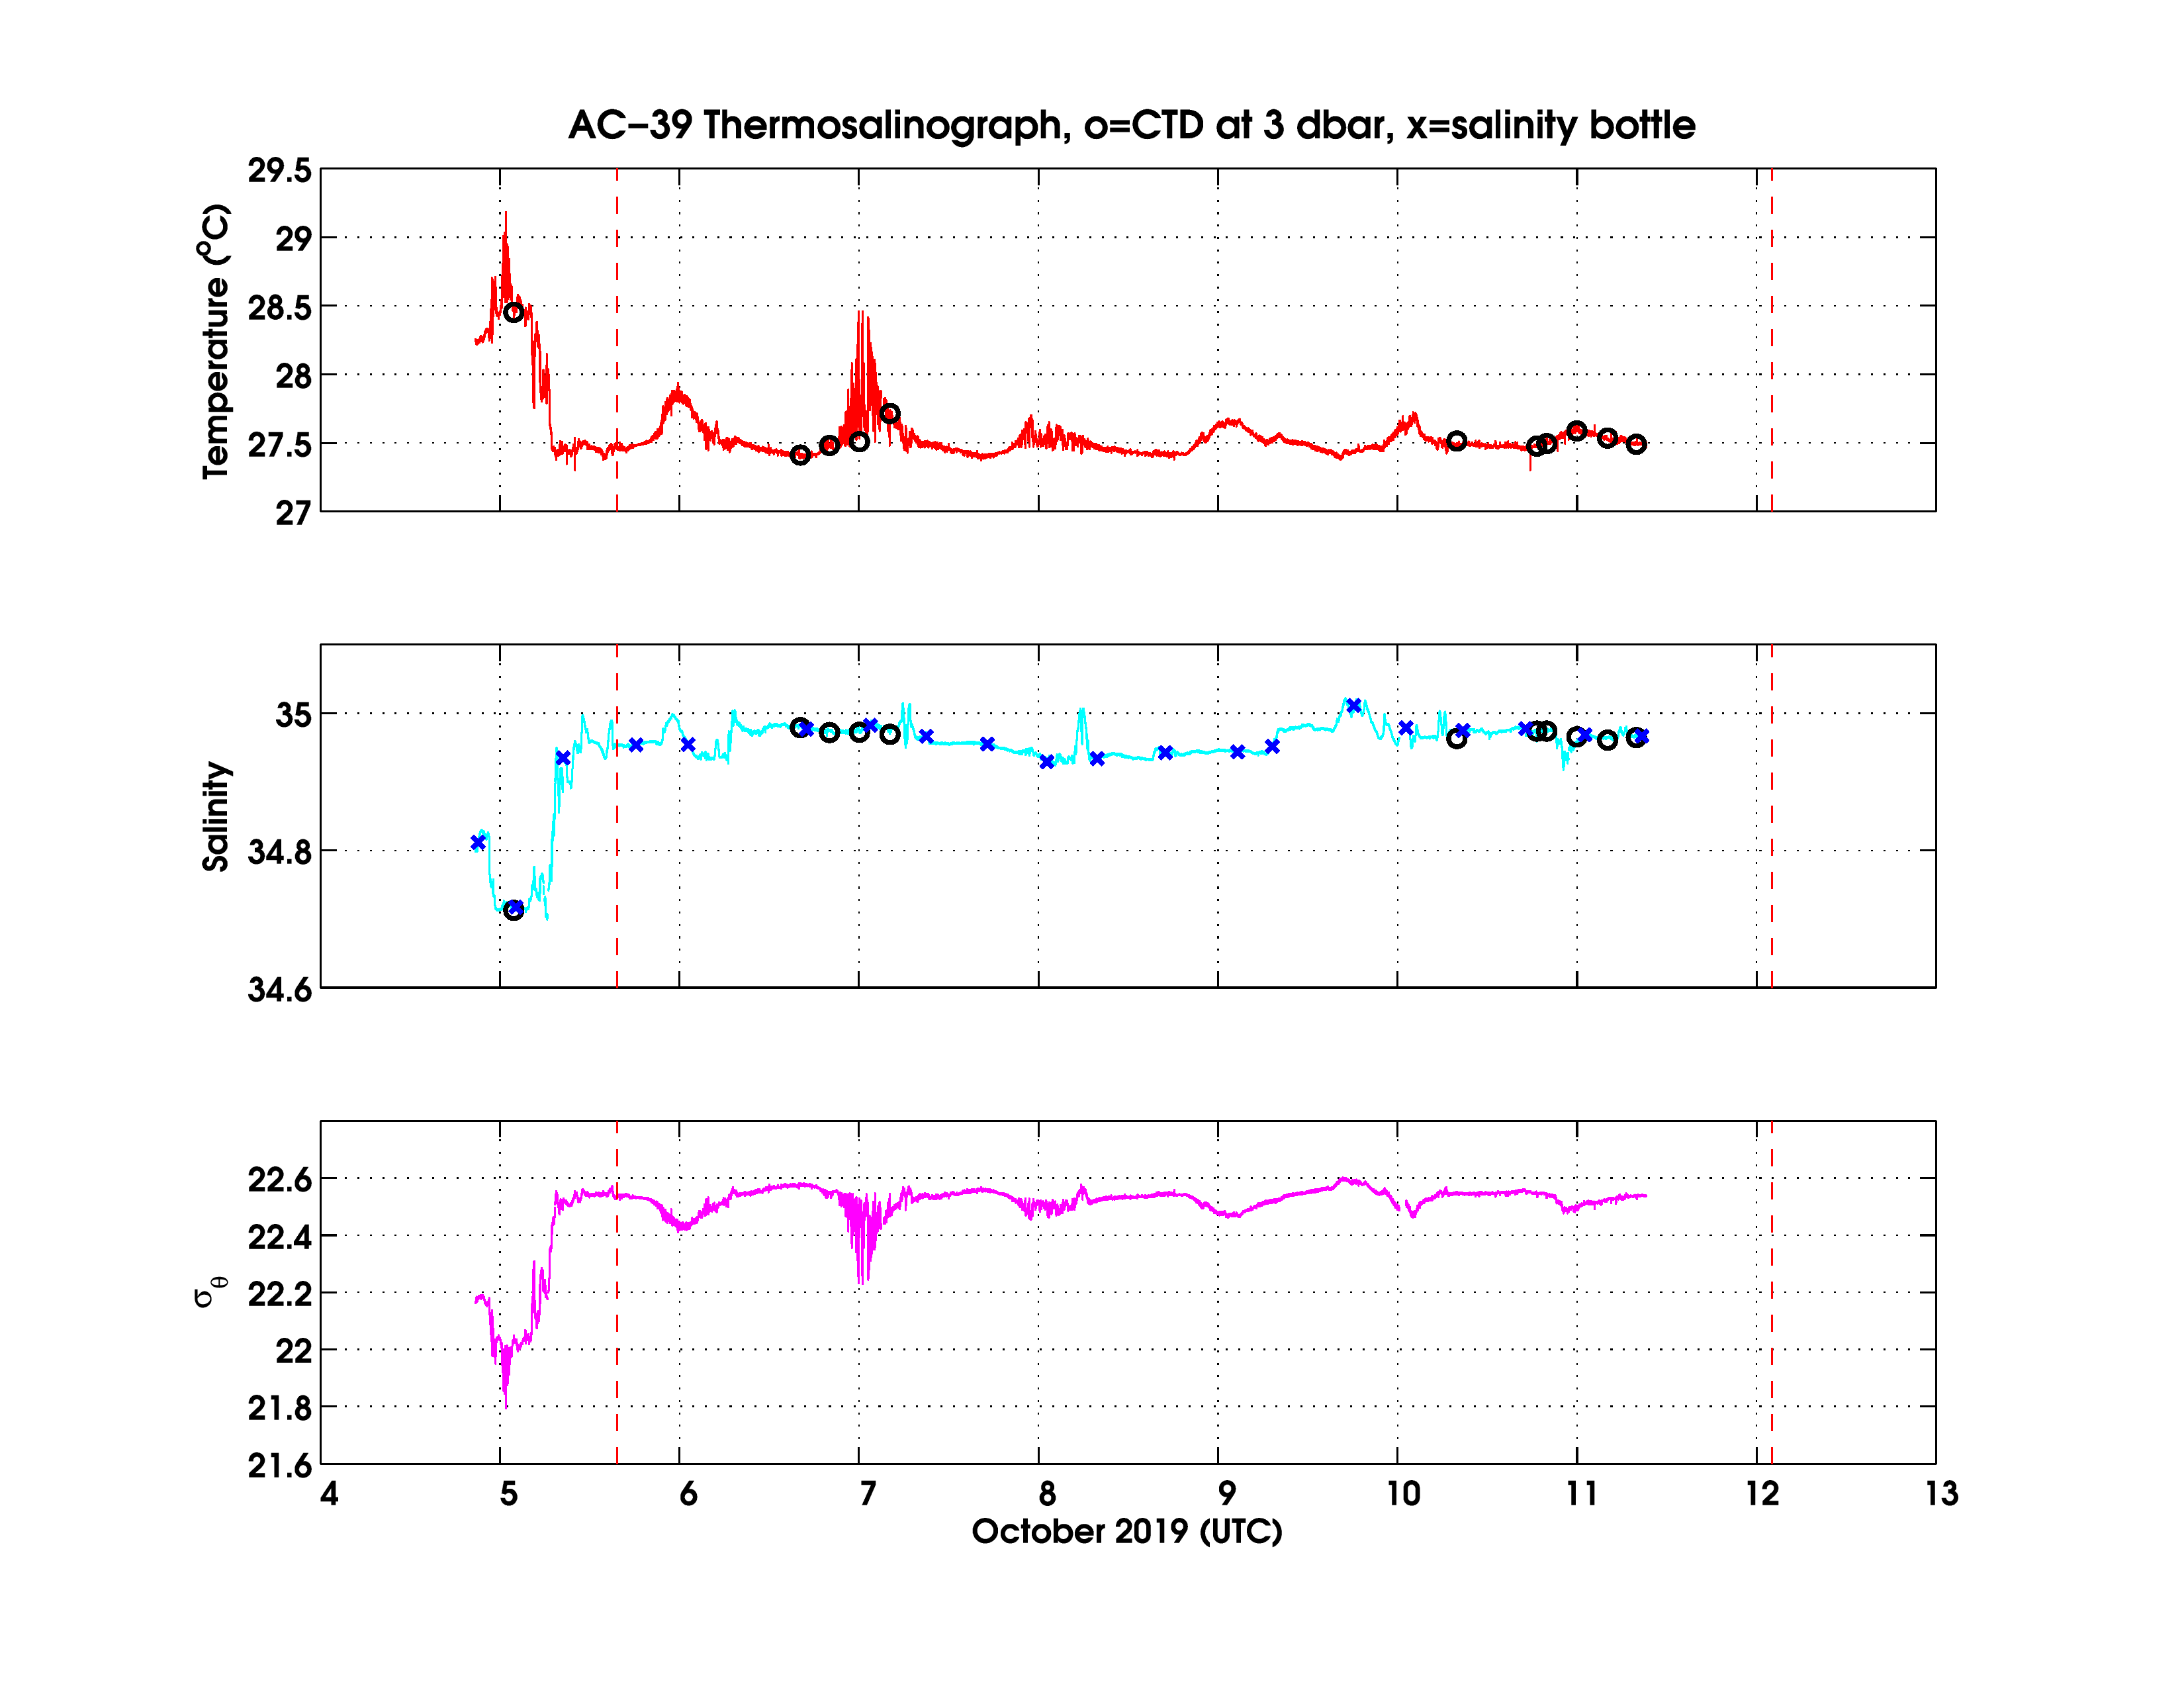 AC–39 Thermosalinograph, o=CTD at 3 dbar, x=salinity bottle
Temperature (°C)
29.5
29
28.5
28
27.5
27
Salinity
35
34.8
34.6
σθ
22.6
22.4
22.2
22
21.8
21.6
4 5 6 7 8 9 10 11 12 13
October 2019 (UTC)